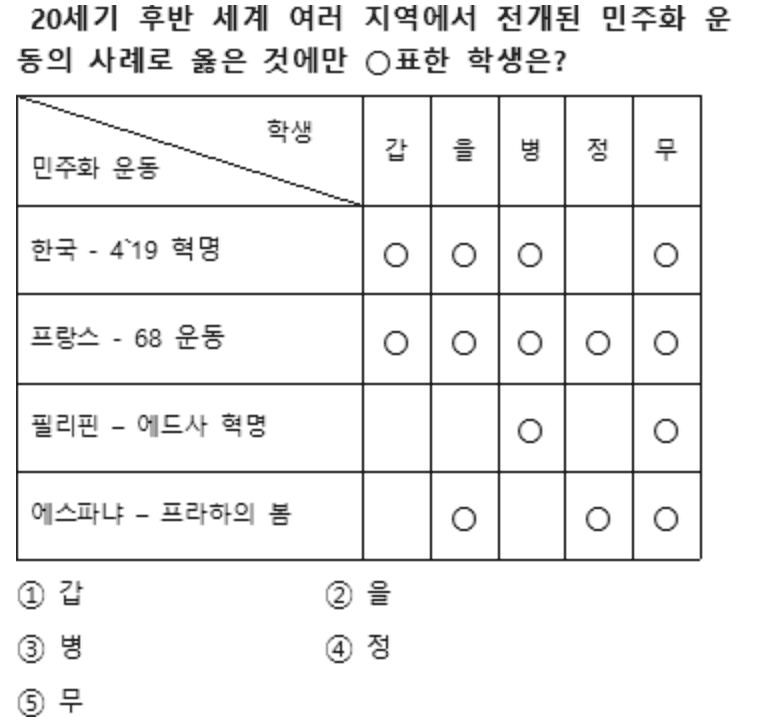 20세기 후반 세계 여러 지역에서 전개된 민주화 운
동의 사례로 옳은 것에만 ○표한 학생은?
학생
민주화 운동 갑 을 병 정 무
한국 - 4`19 혁명 ○ ○ ○ ○
프랑스 - 68 운동 ○ ○ ○ ○ ○
필리핀 – 에드사 혁명 ○ ○
에스파냐 – 프라하의 봄 ○ ○ ○
① 갑 ② 을
③ 병 ④ 정
⑤ 무